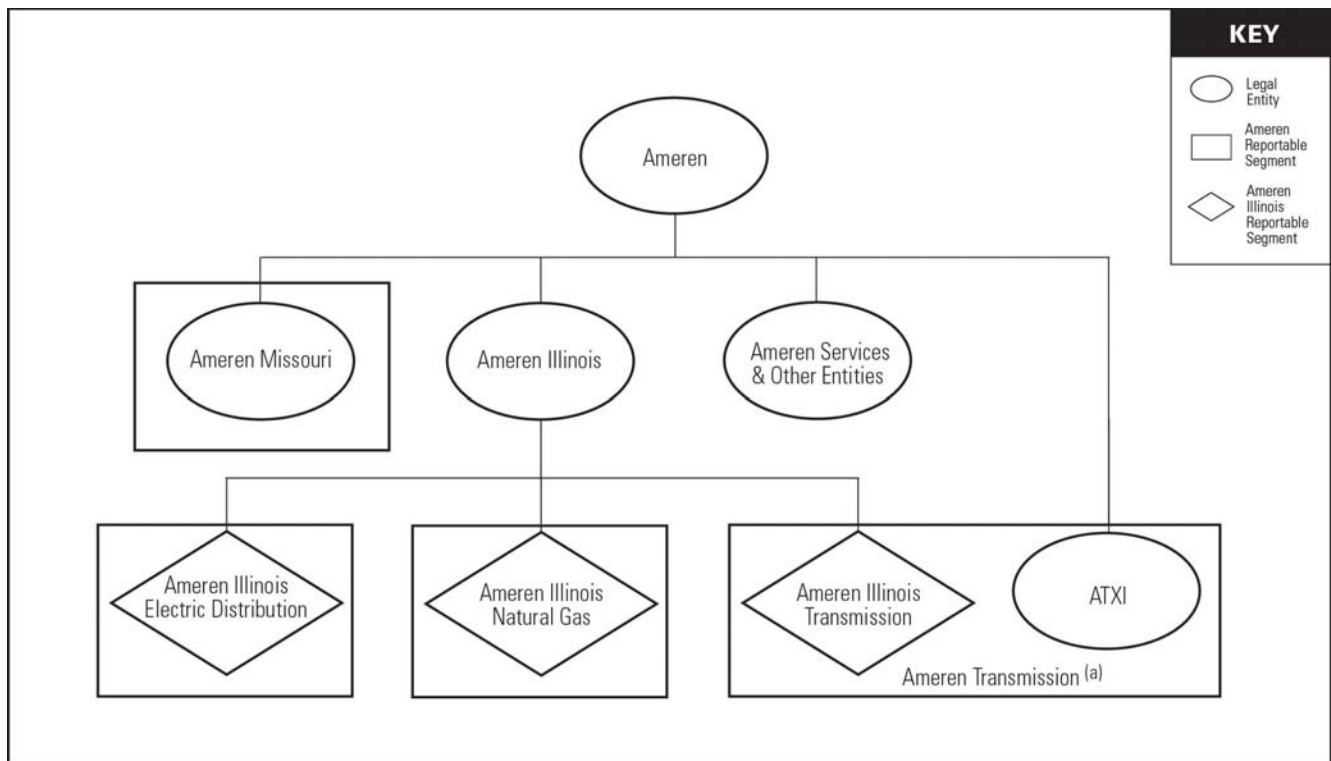 KEY
Legal
Entity
Ameren
Reportable
Segment
Ameren
Illinois
Reportable
Segment
Ameren
Ameren Missouri
Ameren Illinois
Ameren Services
& Other Entities
Ameren Illinois
Electric Distribution
Ameren Illinois
Natural Gas
Ameren Illinois
Transmission
ATXI
Ameren Transmission (a)